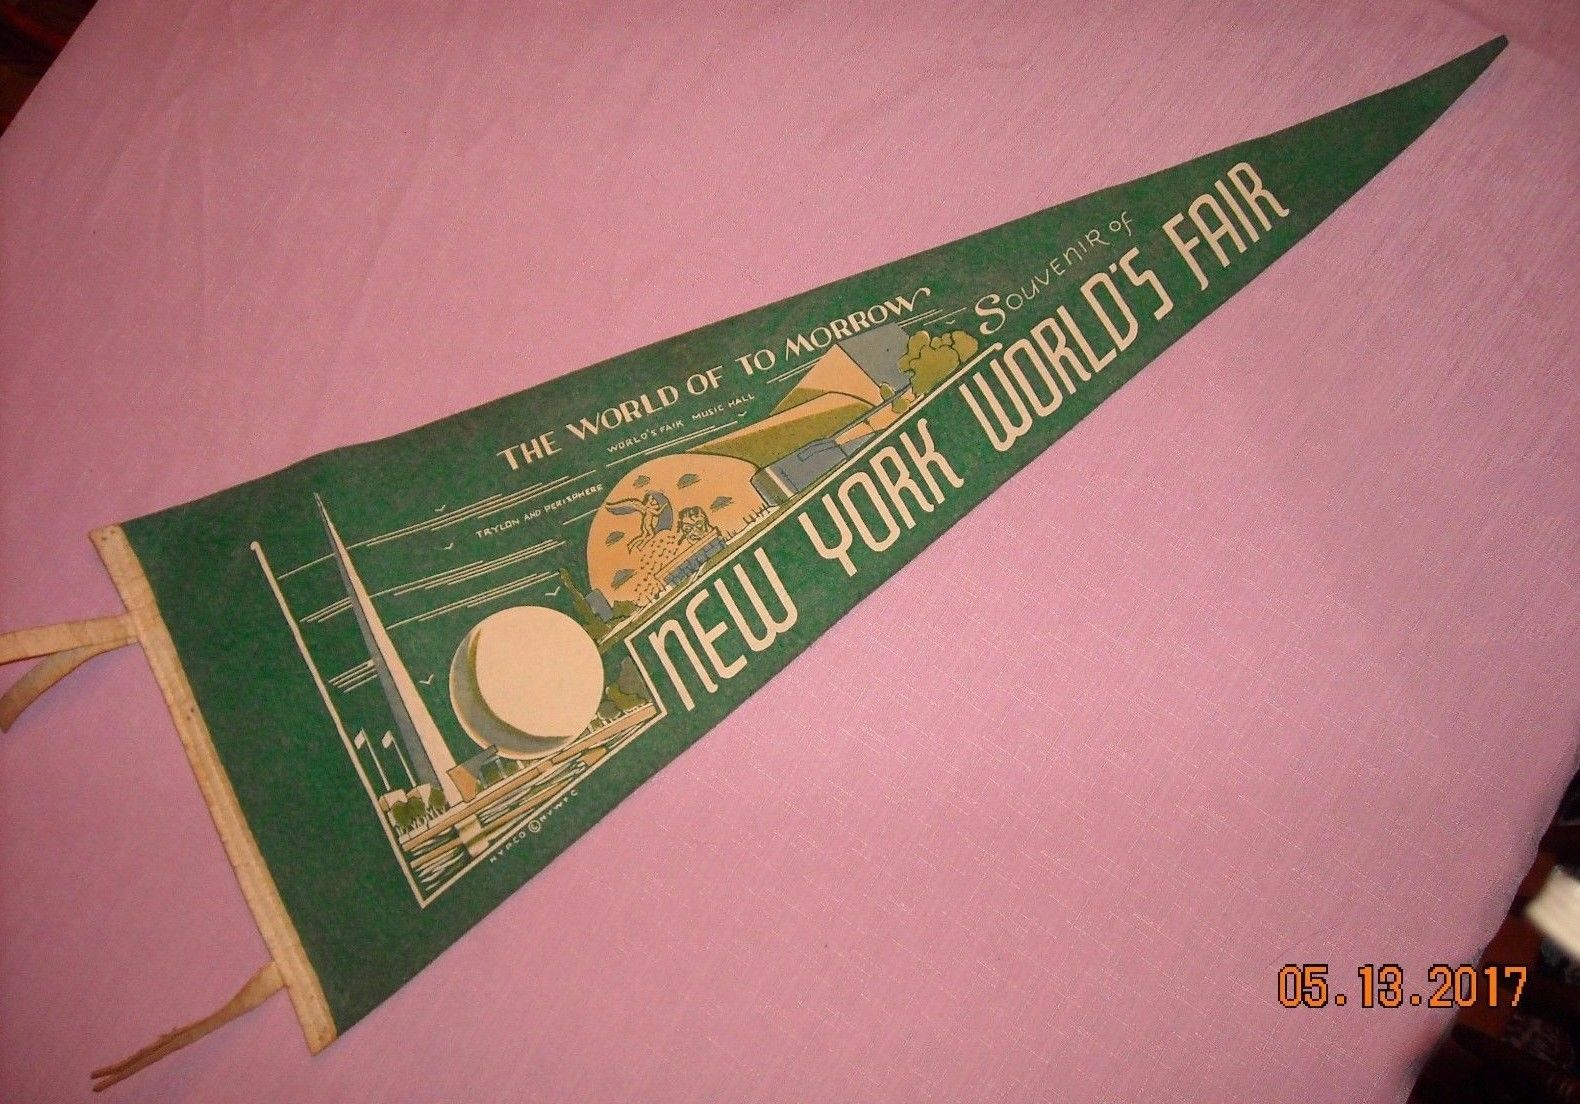 THE WORLD OF TO MORROW
WORLD'S FAIR MUSIC HALL
TRYLON AND PERISPHERE
SOUVENIR OF
NEW YORK WORLD'S FAIR
© N.Y.W.F.
05.13.2017